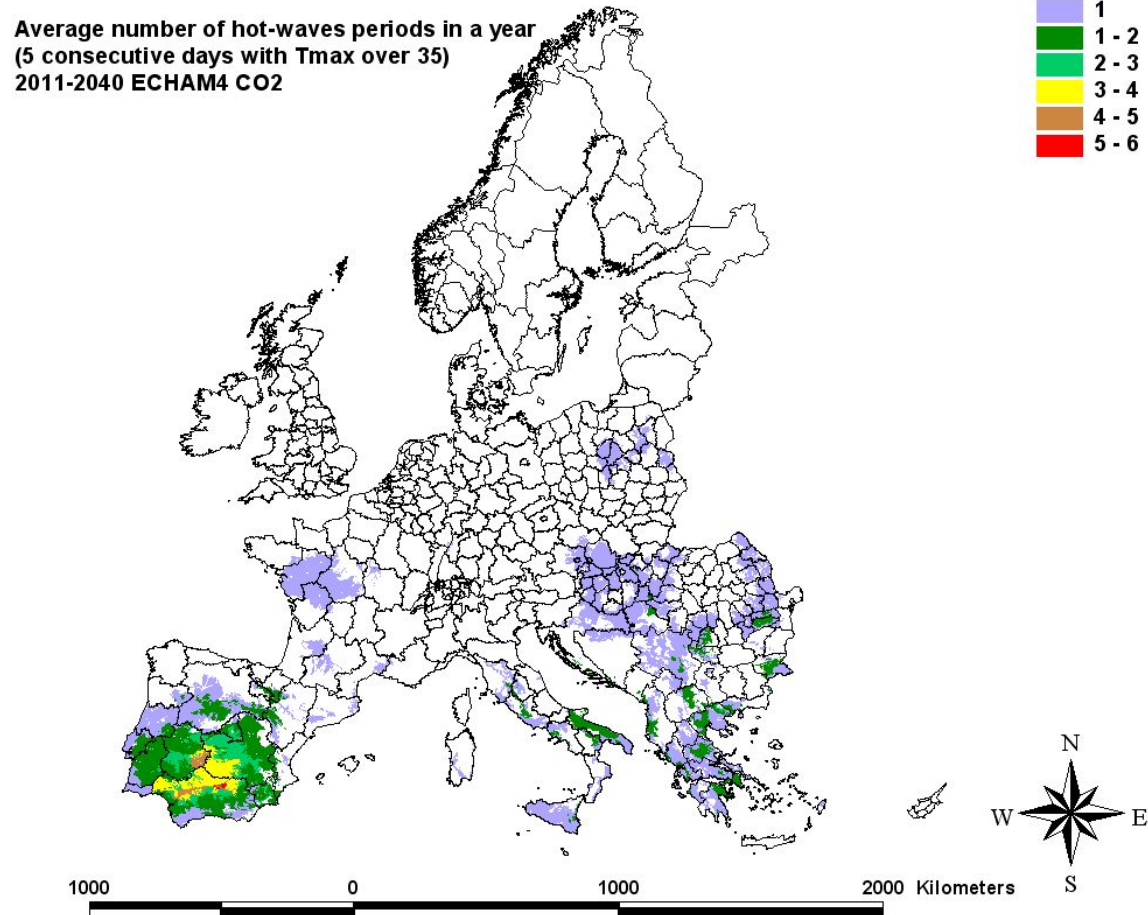 Average number of hot-waves periods in a year
(5 consecutive days with Tmax over 35)
2011-2040 ECHAM4 CO2
1
1 - 2
2 - 3
3 - 4
4 - 5
5 - 6
N
W E
S
1000 0 1000 2000 Kilometers